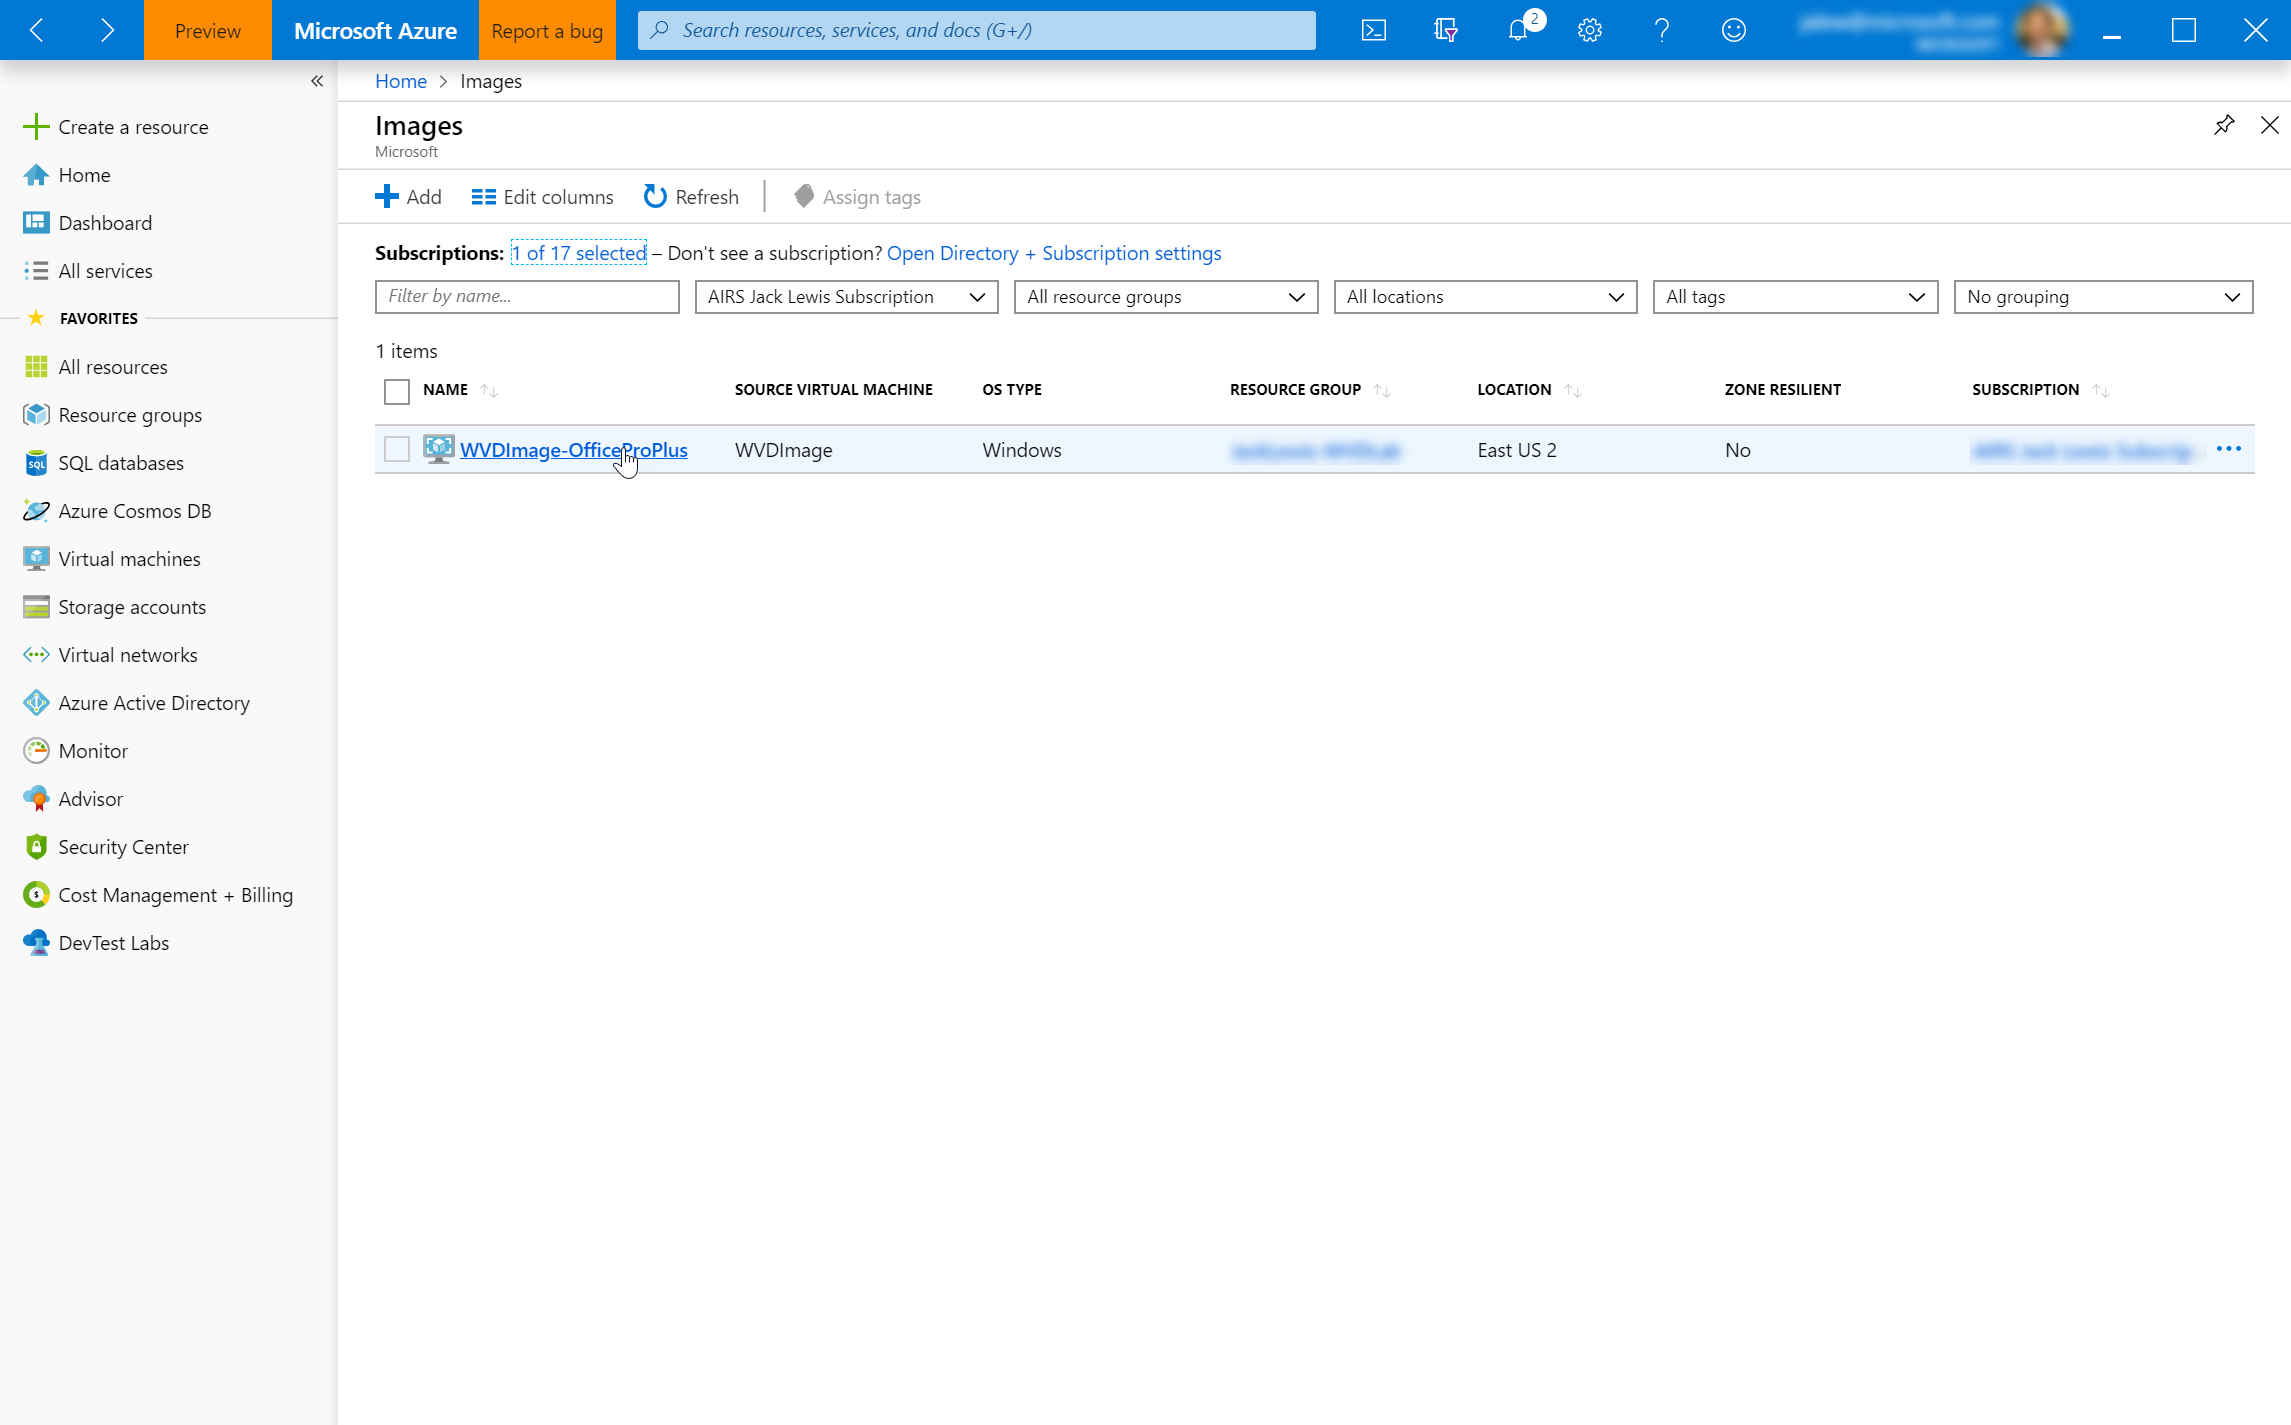 Preview
Microsoft Azure
Report a bug
Search resources, services, and docs (G+/)
2
«
Create a resource
Home
Dashboard
All services
FAVORITES
All resources
Resource groups
SQL databases
Azure Cosmos DB
Virtual machines
Storage accounts
Virtual networks
Azure Active Directory
Monitor
Advisor
Security Center
Cost Management + Billing
DevTest Labs
Home > Images
Images
Microsoft
Add
Edit columns
Refresh
Assign tags
Subscriptions: 1 of 17 selected – Don't see a subscription? Open Directory + Subscription settings
Filter by name...
AIRS Jack Lewis Subscription
All resource groups
All locations
All tags
No grouping
1 items
NAME SOURCE VIRTUAL MACHINE OS TYPE RESOURCE GROUP LOCATION ZONE RESILIENT SUBSCRIPTION
WVDImage-OfficeProPlus WVDImage Windows East US 2 No